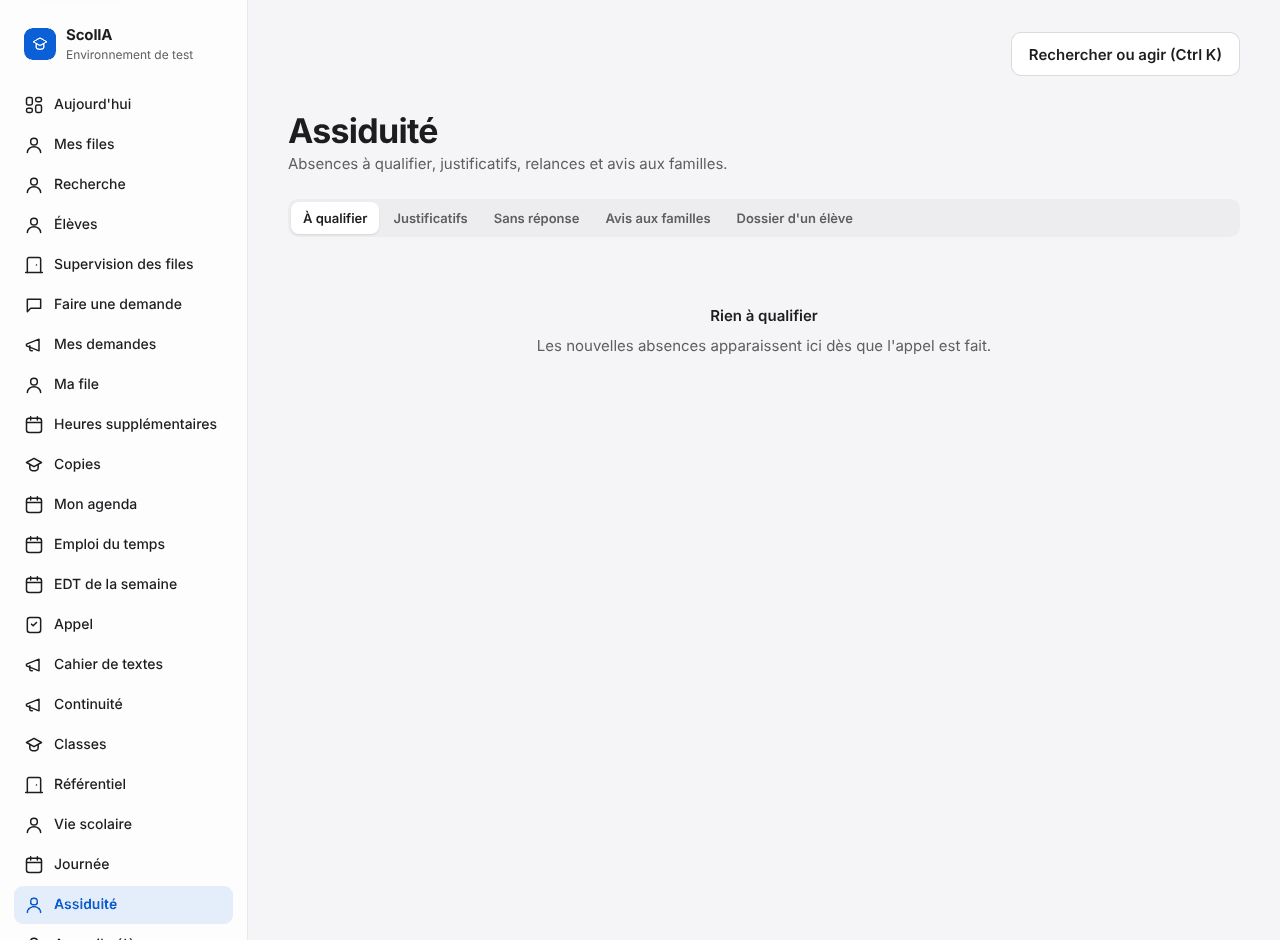 ScolIA
Environnement de test
Rechercher ou agir (Ctrl K)
Aujourd'hui
Mes files
Recherche
Élèves
Supervision des files
Faire une demande
Mes demandes
Ma file
Heures supplémentaires
Copies
Mon agenda
Emploi du temps
EDT de la semaine
Appel
Cahier de textes
Continuité
Classes
Référentiel
Vie scolaire
Journée
Assiduité
Assiduité
Absences à qualifier, justificatifs, relances et avis aux familles.
À qualifier Justificatifs Sans réponse Avis aux familles Dossier d'un élève
Rien à qualifier
Les nouvelles absences apparaissent ici dès que l'appel est fait.